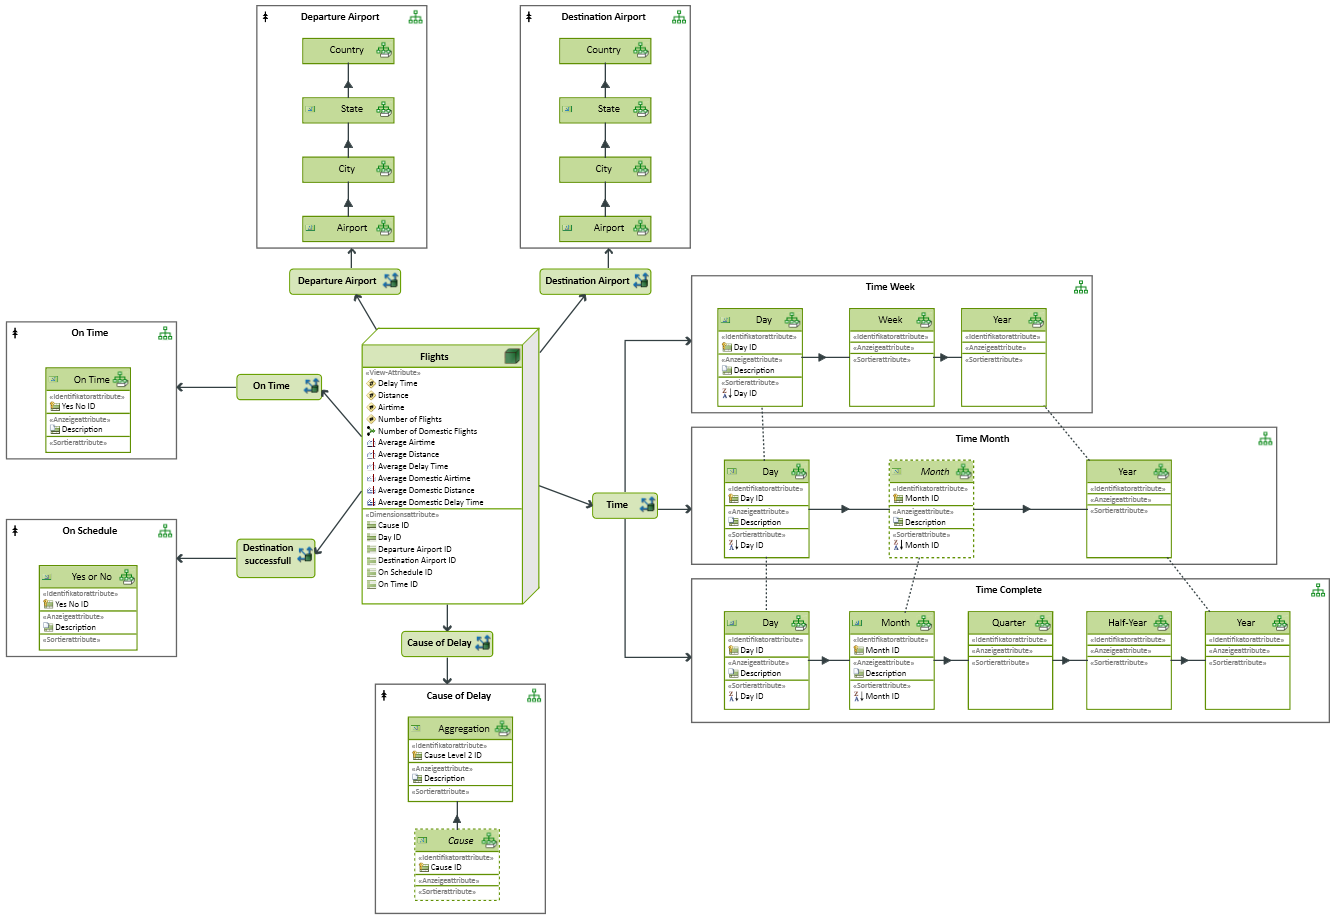 Departure Airport
Country
State
City
Airport
Destination Airport
Country
State
City
Airport
Departure Airport
Destination Airport
On Time
On Time
«Identifikatorattribute»
Yes No ID
«Anzeigeattribute»
Description
«Sortierattribute»
On Time
On Schedule
Yes or No
«Identifikatorattribute»
Yes No ID
«Anzeigeattribute»
Description
«Sortierattribute»
Destination
successfull
Flights
«View-Attribute»
Delay Time
Distance
Airtime
Number of Flights
Number of Domestic Flights
Average Airtime
Average Distance
Average Delay Time
Average Domestic Airtime
Average Domestic Distance
Average Domestic Delay Time
«Dimensionsattribute»
Cause ID
Day ID
Departure Airport ID
Destination Airport ID
On Schedule ID
On Time ID
Cause of Delay
Cause of Delay
Aggregation
«Identifikatorattribute»
Cause Level 2 ID
«Anzeigeattribute»
Description
«Sortierattribute»
Cause
«Identifikatorattribute»
Cause ID
«Anzeigeattribute»
«Sortierattribute»
Time
Time Week
Day
«Identifikatorattribute»
Day ID
«Anzeigeattribute»
Description
«Sortierattribute»
Day ID
Week
«Identifikatorattribute»
«Anzeigeattribute»
«Sortierattribute»
Year
«Identifikatorattribute»
«Anzeigeattribute»
«Sortierattribute»
Time Month
Day
«Identifikatorattribute»
Day ID
«Anzeigeattribute»
Description
«Sortierattribute»
Day ID
Month
«Identifikatorattribute»
Month ID
«Anzeigeattribute»
Description
«Sortierattribute»
Month ID
Year
«Identifikatorattribute»
«Anzeigeattribute»
«Sortierattribute»
Time Complete
Day
«Identifikatorattribute»
Day ID
«Anzeigeattribute»
Description
«Sortierattribute»
Day ID
Month
«Identifikatorattribute»
Month ID
«Anzeigeattribute»
Description
«Sortierattribute»
Month ID
Quarter
«Identifikatorattribute»
«Anzeigeattribute»
«Sortierattribute»
Half-Year
«Identifikatorattribute»
«Anzeigeattribute»
«Sortierattribute»
Year
«Identifikatorattribute»
«Anzeigeattribute»
«Sortierattribute»